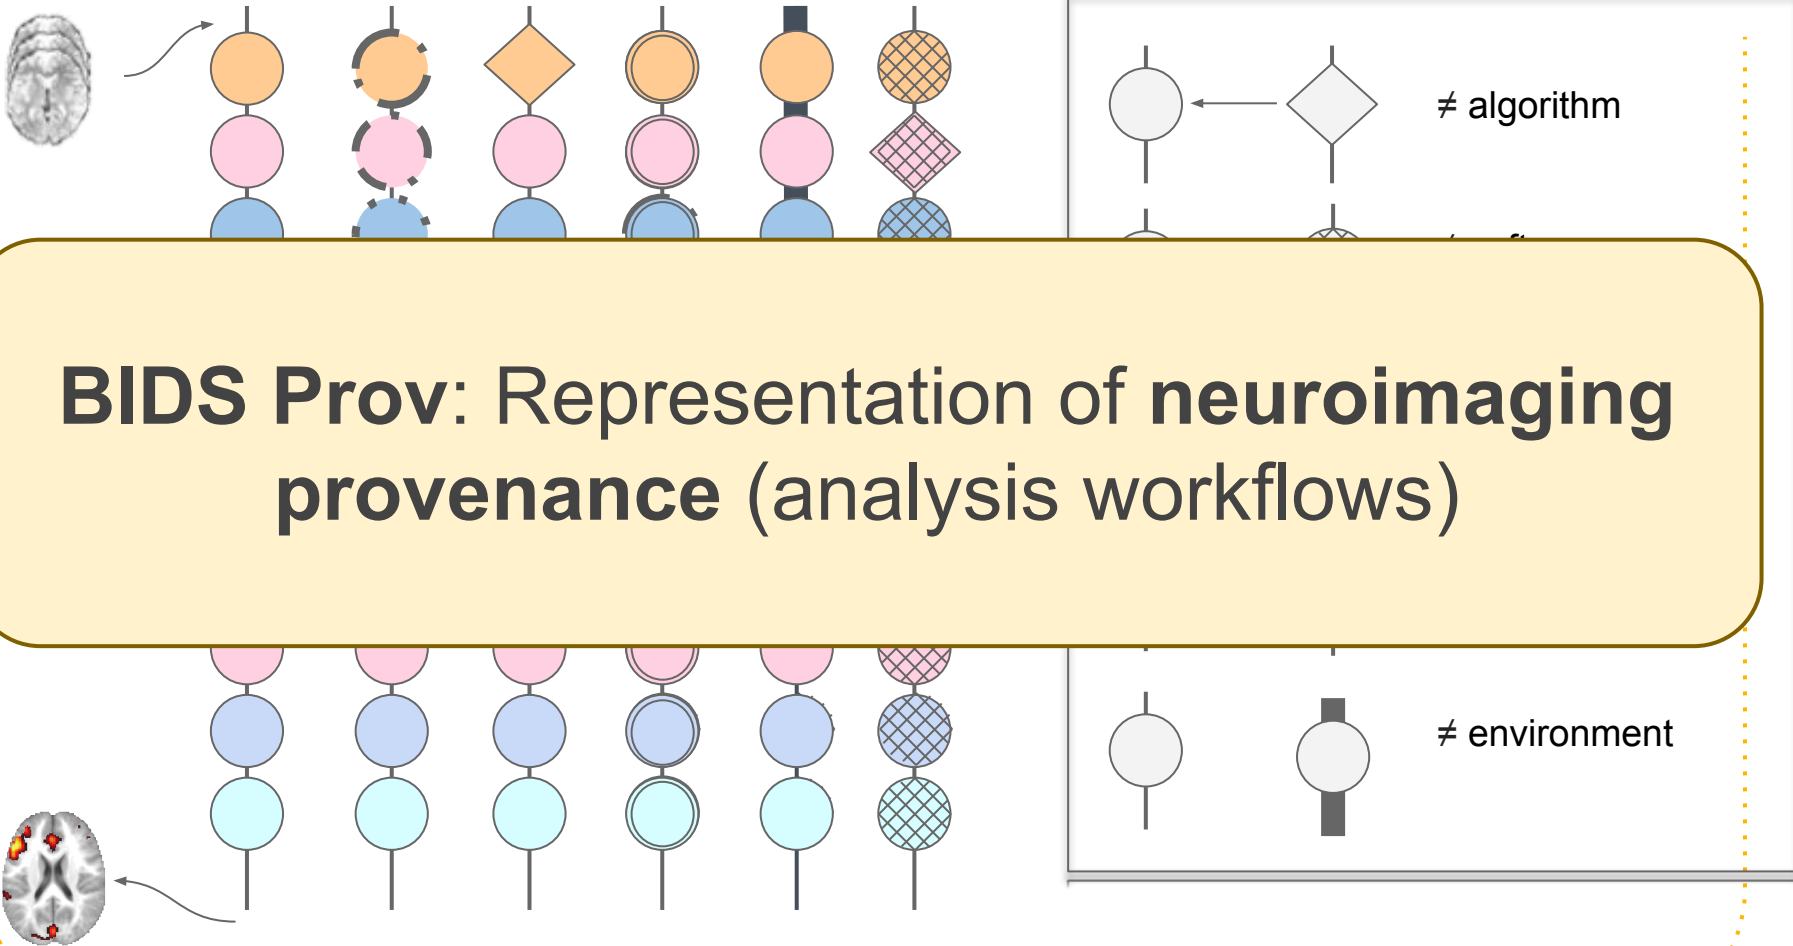 ≠ algorithm
BIDS Prov: Representation of neuroimaging
provenance (analysis workflows)
≠ environment